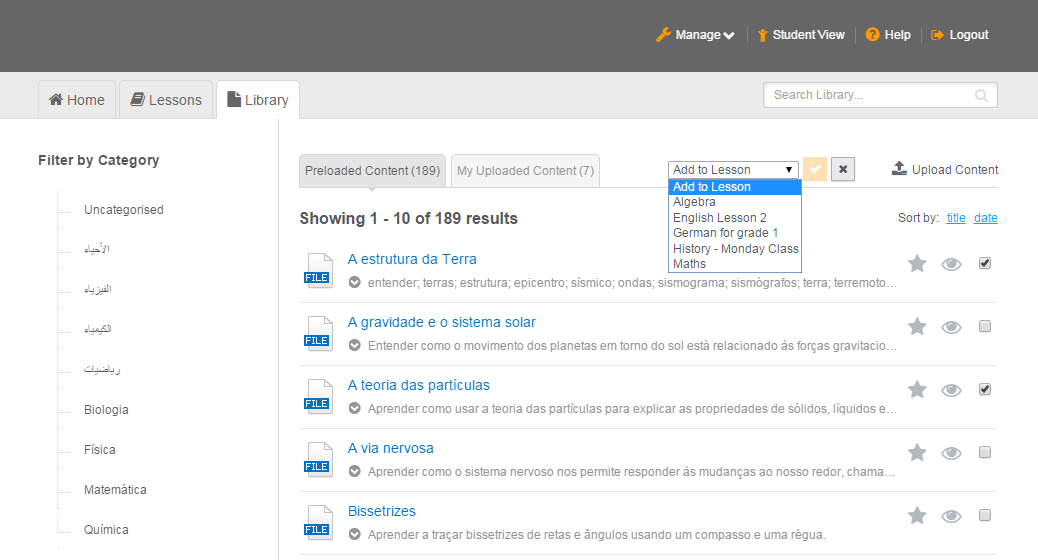 Manage
Student View
Help
Logout
Home
Lessons
Library
Search Library...
Filter by Category
Uncategorised
الأحياء
الفيزياء
الكيمياء
رياضيات
Biologia
Física
Matemática
Química
Preloaded Content (189)
My Uploaded Content (7)
Add to Lesson
Upload Content
Add to Lesson
Algebra
English Lesson 2
German for grade 1
History - Monday Class
Maths
Showing 1 - 10 of 189 results
Sort by: title date
FILE
A estrutura da Terra
entender; terras; estrutura; epicentro; sísmico; ondas; sismograma; sismógrafos; terra; terremoto…
FILE
A gravidade e o sistema solar
Entender como o movimento dos planetas em torno do sol está relacionado às forças gravitacio…
FILE
A teoria das partículas
Aprender como usar a teoria das partículas para explicar as propriedades de sólidos, líquidos e…
FILE
A via nervosa
Aprender como o sistema nervoso nos permite responder às mudanças ao nosso redor, chama…
FILE
Bissetrizes
Aprender a traçar bissetrizes de retas e ângulos usando um compasso e uma régua.